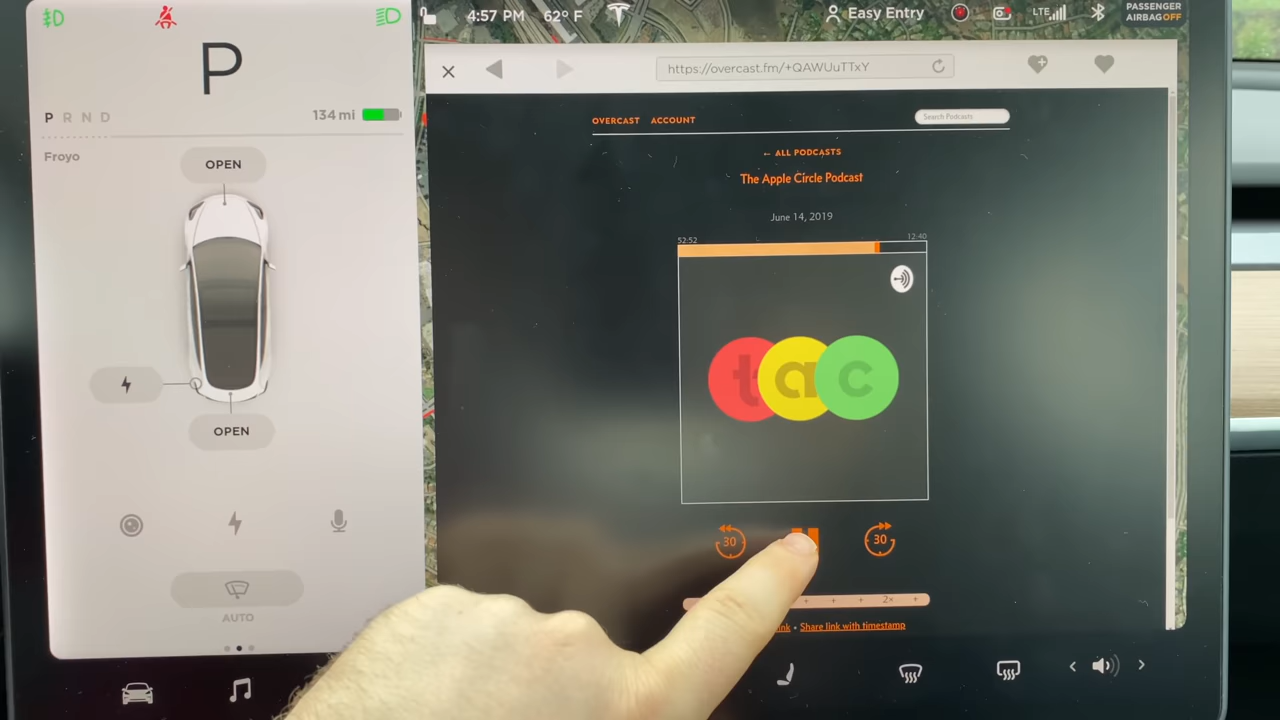 4:57 PM 62° F
Easy Entry
LTE
PASSENGER
AIRBAG OFF
P
P R N D
134 mi
Froyo
OPEN
OPEN
AUTO
https://overcast.fm/+QAWUuTTxY
OVERCAST ACCOUNT
Search Podcasts
← ALL PODCASTS
The Apple Circle Podcast
June 14, 2019
52:52
12:40
tac
30
30
+ + + 2× +
• Share link with timestamp